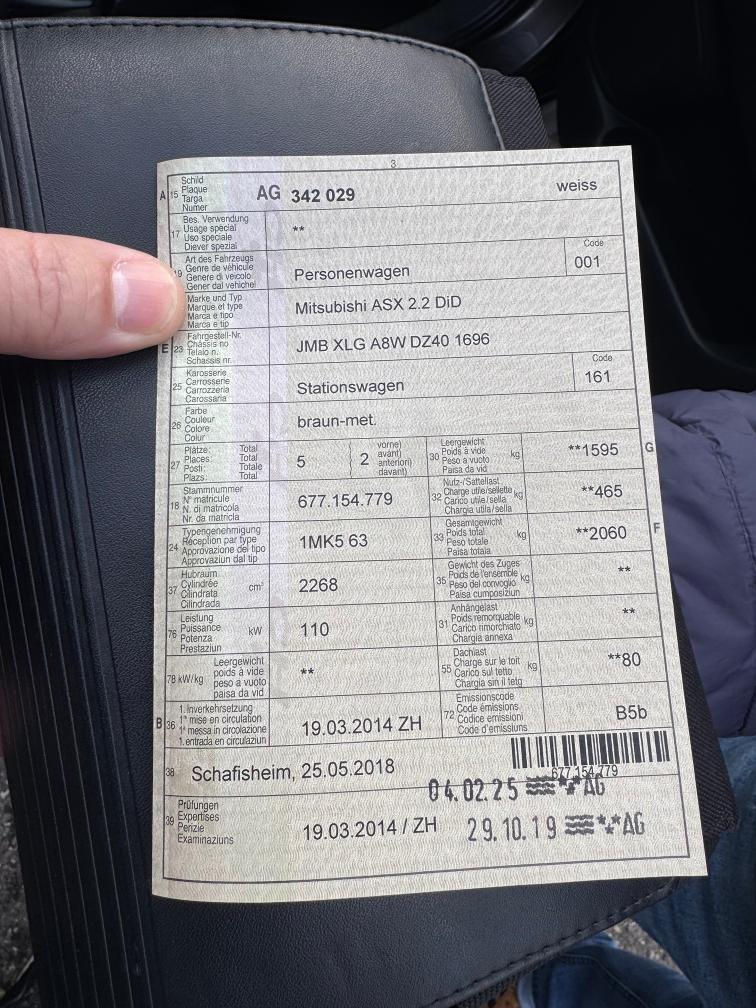 3
A 15 Schild
Plaque
Targa
Numer
AG 342 029
weiss
17 Bes. Verwendung
Usage special
Uso speciale
Diever spezial
**
19 Art des Fahrzeugs
Genre de véhicule
Genere di veicolo
Gener dal vehichel
Personenwagen
Code
001
Marke und Typ
Marque et type
Marca e tipo
Marca e tip
Mitsubishi ASX 2.2 DiD
E 23 Fahrgestell-Nr.
Châssis no
Telaio n.
Schassis nr.
JMB XLG A8W DZ40 1696
25 Karosserie
Carrosserie
Carrozzeria
Carossaria
Stationswagen
Code
161
26 Farbe
Couleur
Colore
Colur
braun-met.
27 Plätze: Total
Places: Total
Posti: Totale
Plazs: Total
5
2
vorne)
avant)
anteriori)
davant)
30 Leergewicht
Poids à vide
Peso a vuoto
Paisa da vid
kg
**1595
G
18 Stammnummer
N° matricule
N. di matricola
Nr. da matricla
677.154.779
32 Nutz-/Sattellast
Charge utile/sellette
Carico utile/sella
Chargia utila/sella
kg
**465
24 Typengenehmigung
Réception par type
Approvazione del tipo
Approvaziun dal tip
1MK5 63
33 Gesamtgewicht
Poids total
Peso totale
Paisa totala
kg
**2060
F
37 Hubraum
Cylindrée
Cilindrata
Cilindrada
cm³
2268
35 Gewicht des Zuges
Poids de l'ensemble
Peso del convoglio
Paisa cumposiziun
kg
**
76 Leistung
Puissance
Potenza
Prestaziun
kW
110
31 Anhängelast
Poids remorquable
Carico rimorchiato
Chargia annexa
kg
**
78 kW/kg
Leergewicht
poids à vide
peso a vuoto
paisa da vid
**
55 Dachlast
Charge sur le toit
Carico sul tetto
Chargia sin il tetg
kg
**80
B 36 1. Inverkehrsetzung
1re mise en circulation
1a messa in circolazione
1. entrada en circulaziun
19.03.2014 ZH
72 Emissionscode
Code émissions
Codice emissioni
Code d'emissiuns
B5b
38 Schafisheim, 25.05.2018
677.154.779
04.02.25 AG
39 Prüfungen
Expertises
Perizie
Examinaziuns
19.03.2014 / ZH
29.10.19 AG